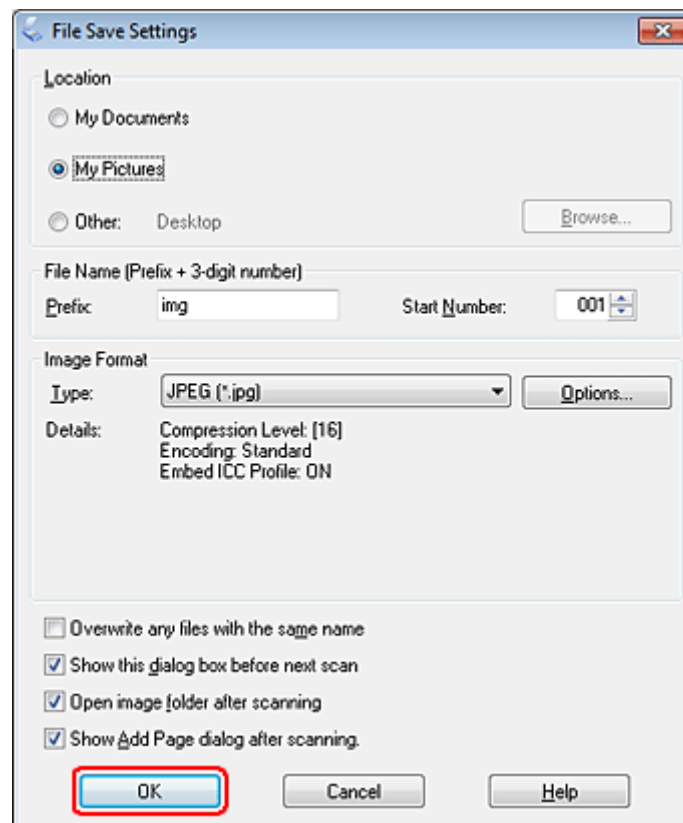 File Save Settings
Location
My Documents
My Pictures
Other: Desktop Browse...
File Name (Prefix + 3-digit number)
Prefix: img Start Number: 001
Image Format
Type: JPEG (*.jpg) Options...
Details: Compression Level: [16]
Encoding: Standard
Embed ICC Profile: ON
Overwrite any files with the same name
Show this dialog box before next scan
Open image folder after scanning
Show Add Page dialog after scanning.
OK Cancel Help